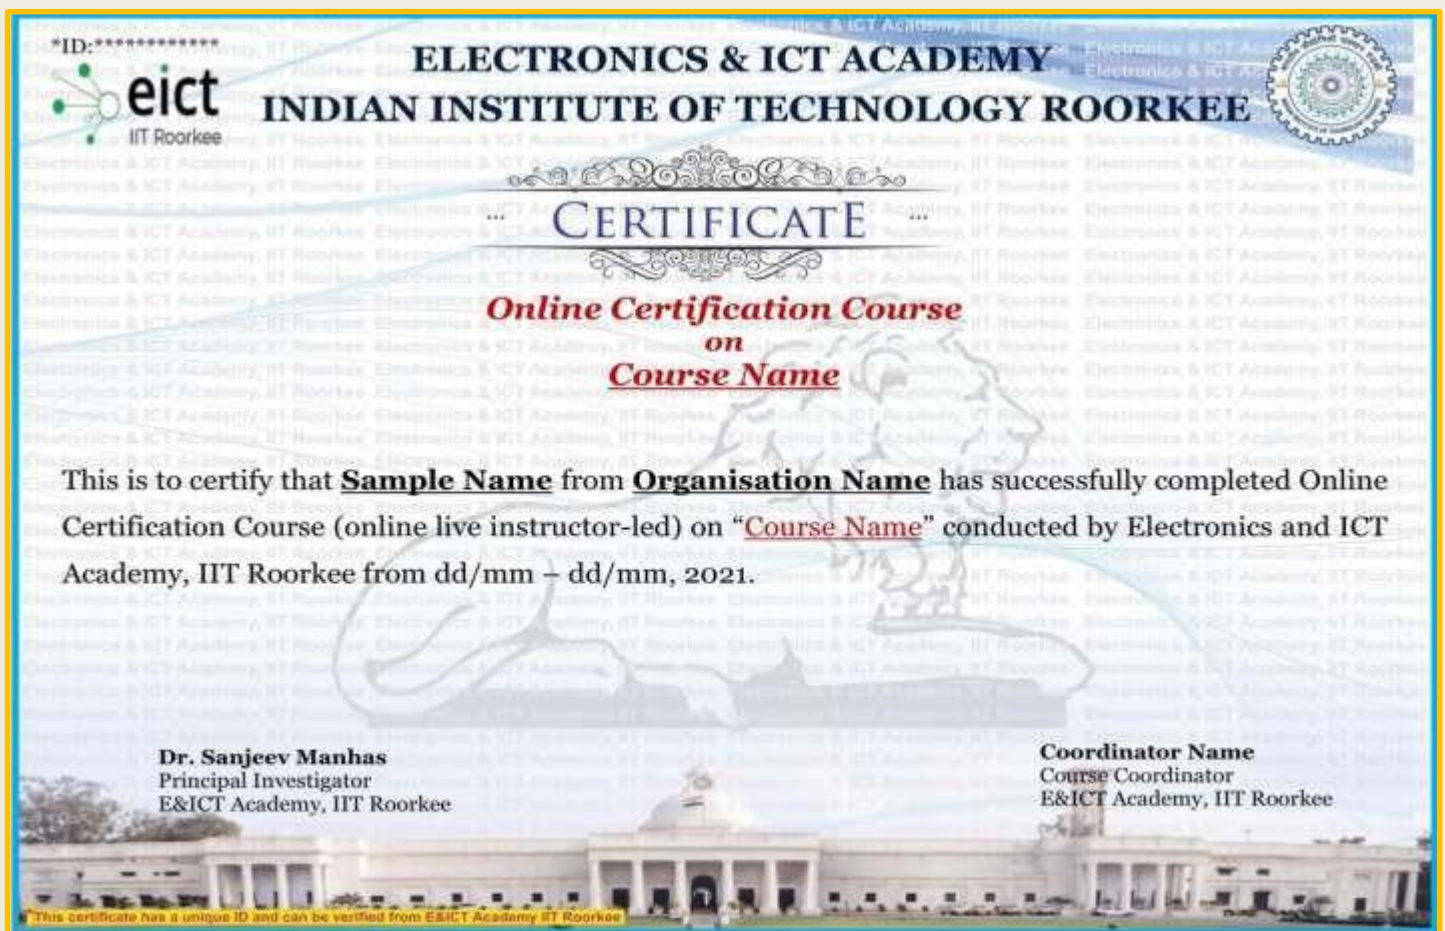 *ID:************
eict
IIT Roorkee
ELECTRONICS & ICT ACADEMY
INDIAN INSTITUTE OF TECHNOLOGY ROORKEE
... CERTIFICATE ...
Online Certification Course
on
Course Name
This is to certify that Sample Name from Organisation Name has successfully completed Online
Certification Course (online live instructor-led) on “Course Name” conducted by Electronics and ICT
Academy, IIT Roorkee from dd/mm – dd/mm, 2021.
Dr. Sanjeev Manhas
Principal Investigator
E&ICT Academy, IIT Roorkee
Coordinator Name
Course Coordinator
E&ICT Academy, IIT Roorkee
*This certificate has a unique ID and can be verified from E&ICT Academy IIT Roorkee